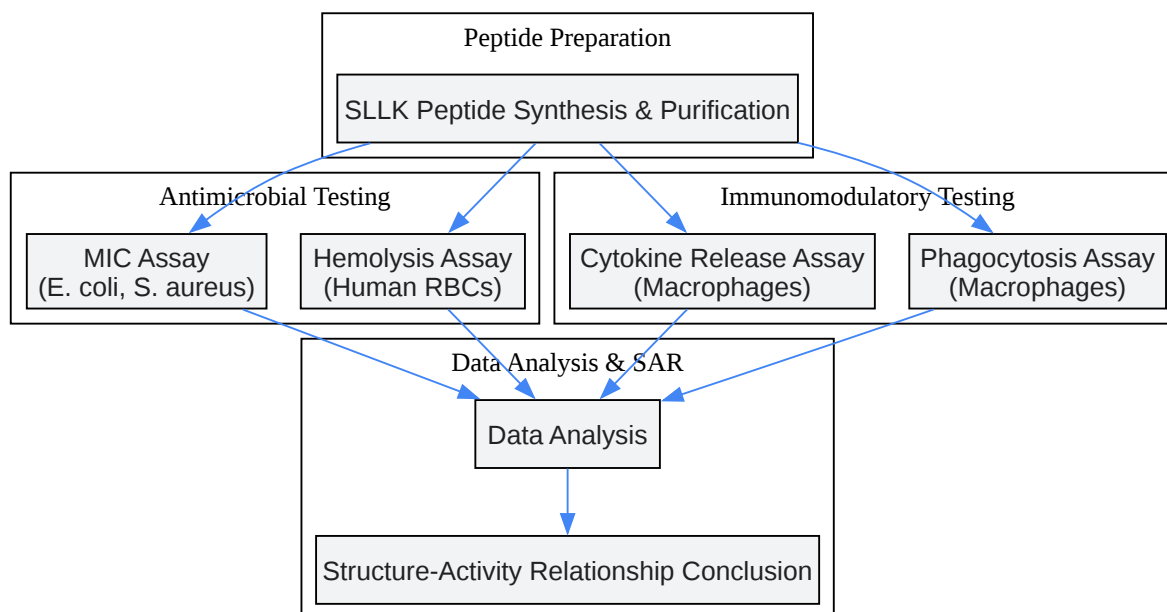 Peptide Preparation
SLLK Peptide Synthesis & Purification
Antimicrobial Testing
Immunomodulatory Testing
MIC Assay
(E. coli, S. aureus)
Hemolysis Assay
(Human RBCs)
Cytokine Release Assay
(Macrophages)
Phagocytosis Assay
(Macrophages)
Data Analysis & SAR
Data Analysis
Structure-Activity Relationship Conclusion